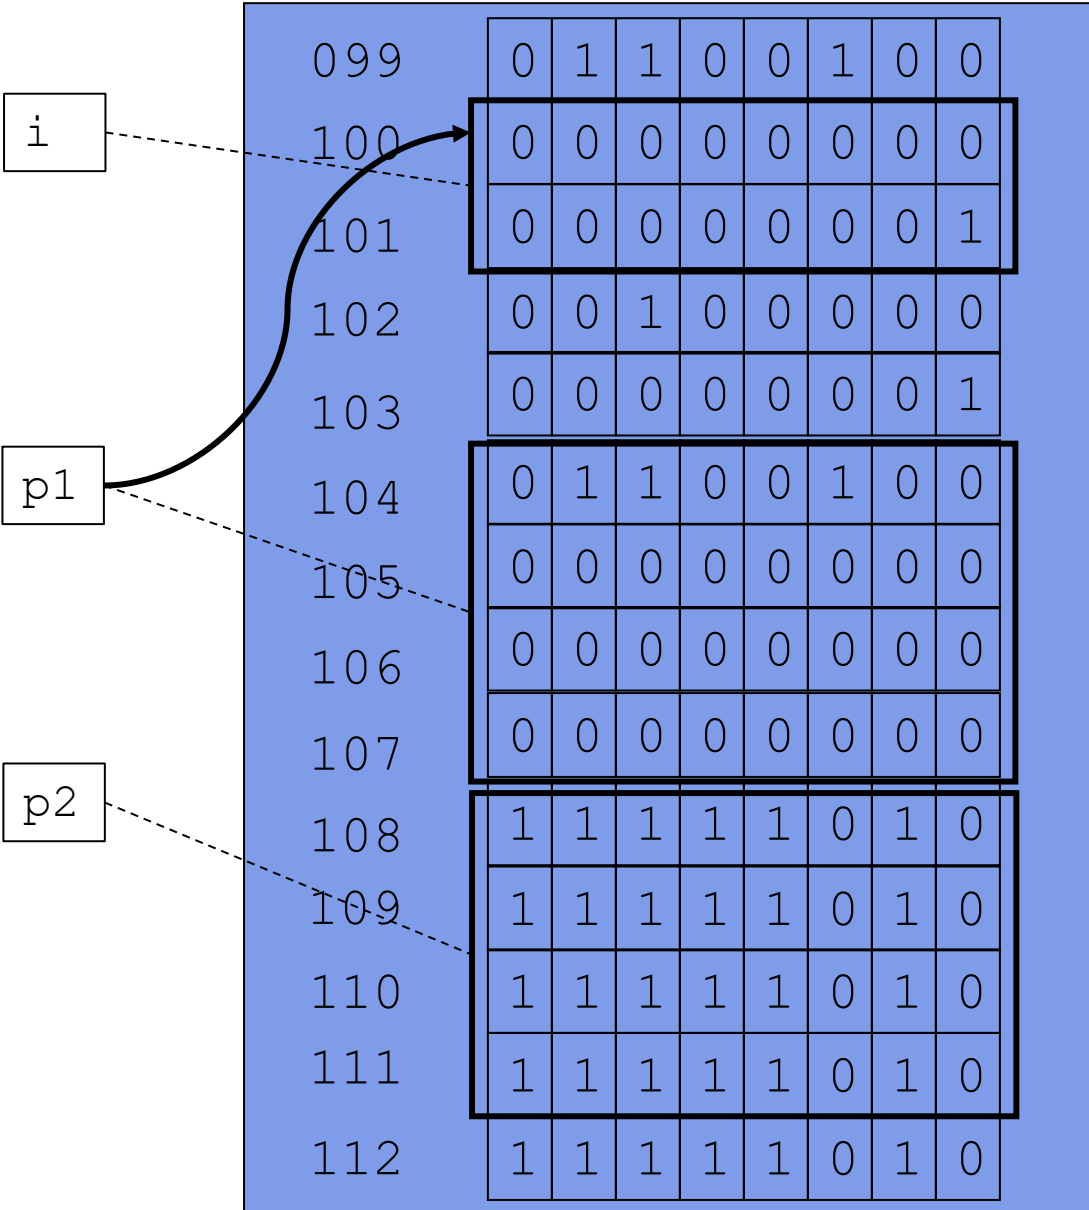 099 0 1 1 0 0 1 0 0
i
100 0 0 0 0 0 0 0 0
101 0 0 0 0 0 0 0 1
102 0 0 1 0 0 0 0 0
103 0 0 0 0 0 0 0 1
p1
104 0 1 1 0 0 1 0 0
105 0 0 0 0 0 0 0 0
106 0 0 0 0 0 0 0 0
107 0 0 0 0 0 0 0 0
p2
108 1 1 1 1 1 0 1 0
109 1 1 1 1 1 0 1 0
110 1 1 1 1 1 0 1 0
111 1 1 1 1 1 0 1 0
112 1 1 1 1 1 0 1 0